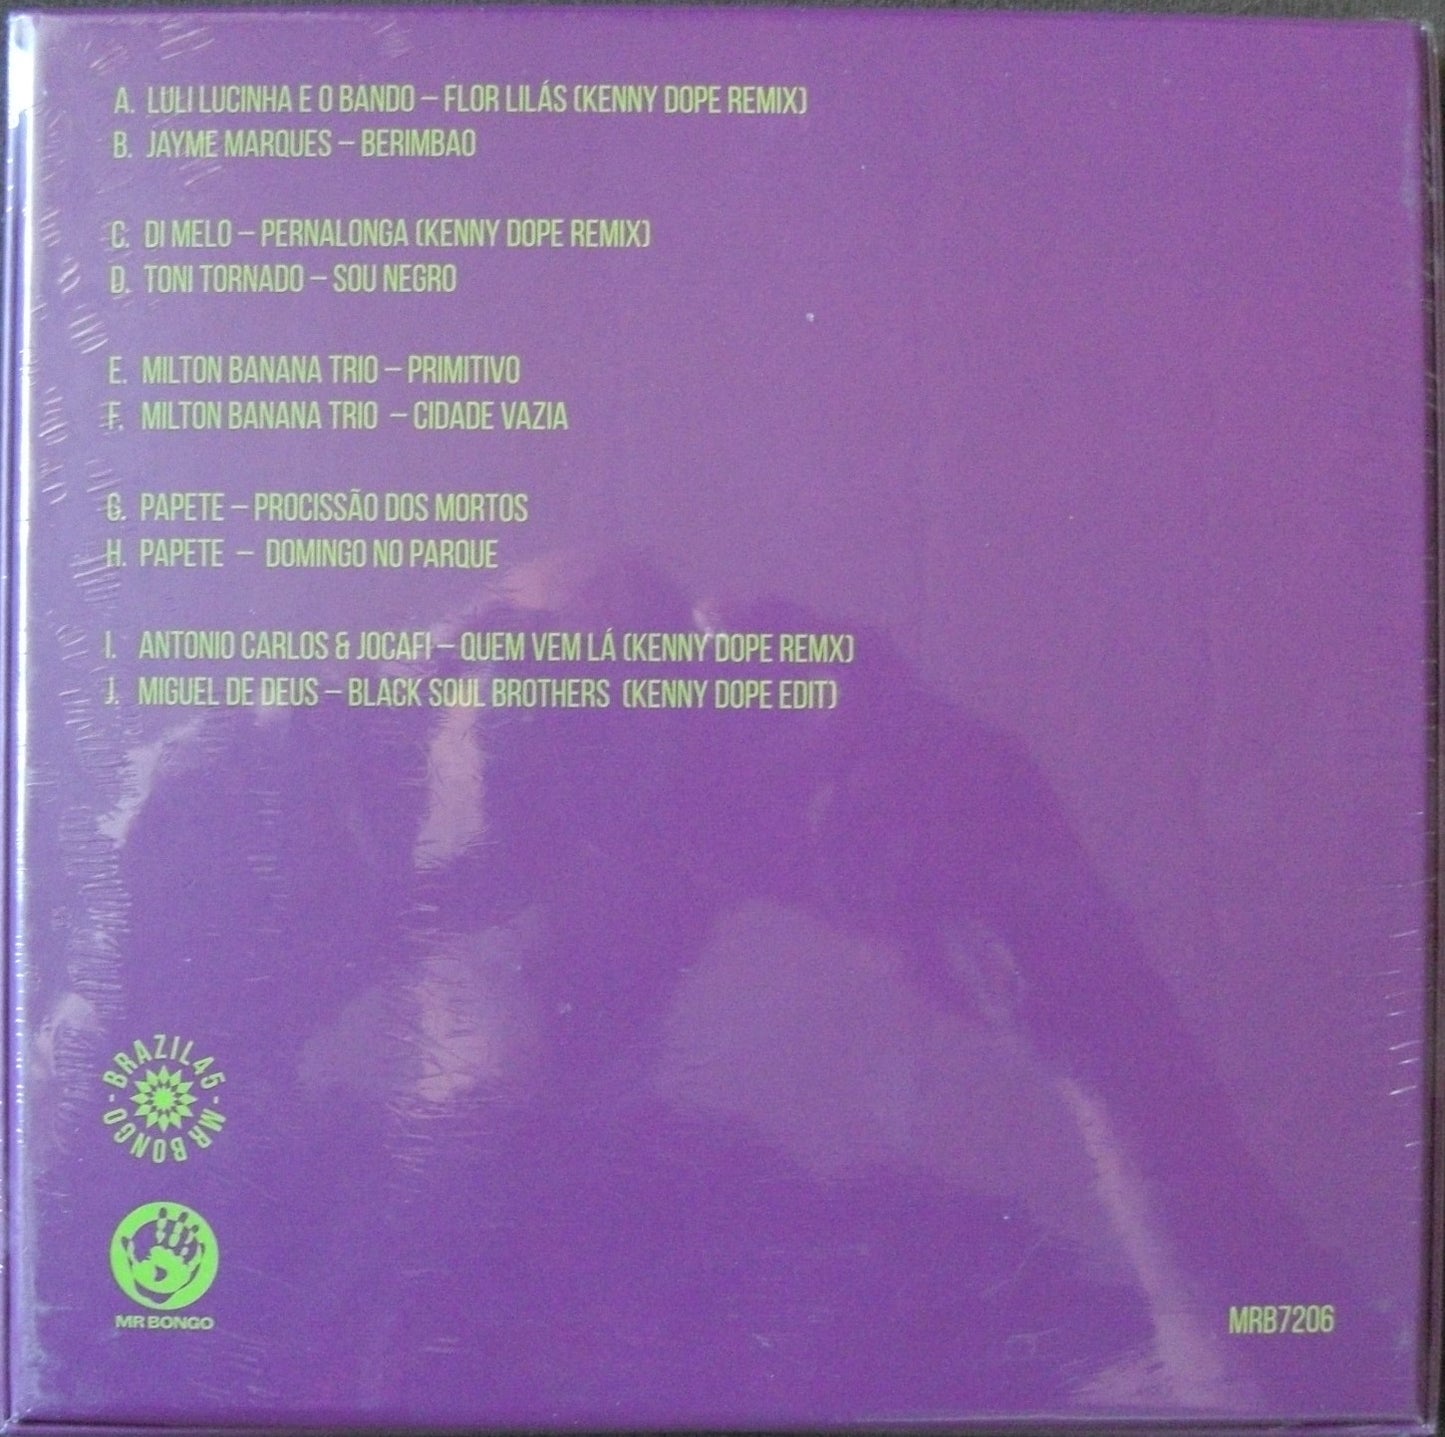 A. LULI LUCINHA E O BANDO – FLOR LILÁS (KENNY DOPE REMIX)
B. JAYME MARQUES – BERIMBAO
C. DI MELO – PERNALONGA (KENNY DOPE REMIX)
D. TONI TORNADO – SOU NEGRO
E. MILTON BANANA TRIO – PRIMITIVO
F. MILTON BANANA TRIO – CIDADE VAZIA
G. PAPETE – PROCISSÃO DOS MORTOS
H. PAPETE – DOMINGO NO PARQUE
I. ANTONIO CARLOS & JOCAFI – QUEM VEM LÁ (KENNY DOPE REMX)
J. MIGUEL DE DEUS – BLACK SOUL BROTHERS (KENNY DOPE EDIT)
BRAZIL45 - MR BONGO -
MR BONGO
MRB7206